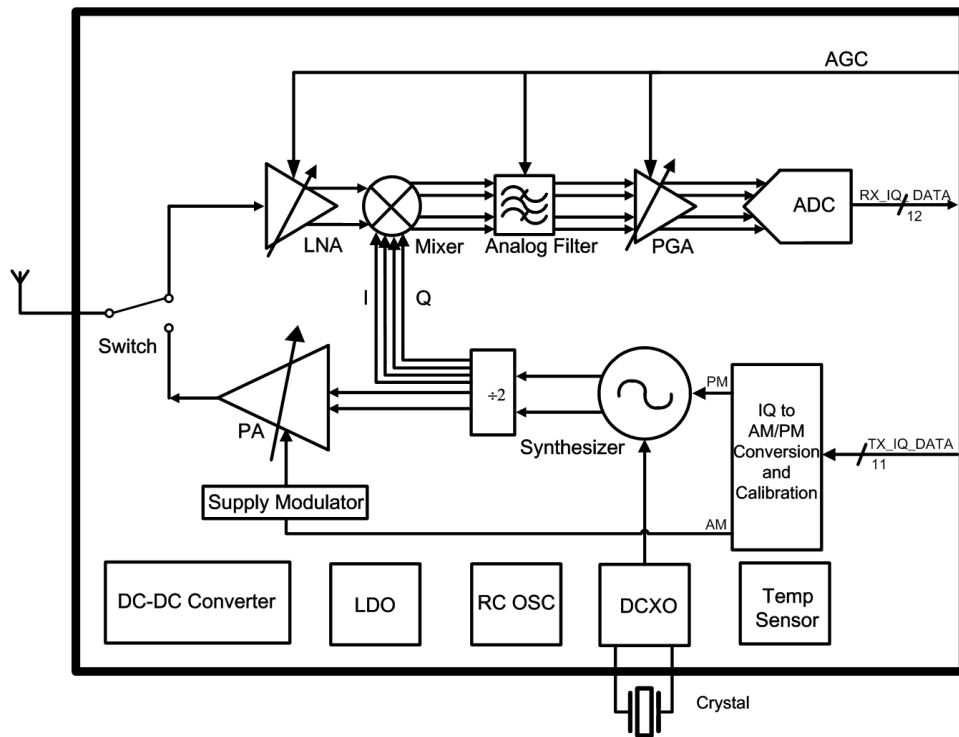 AGC
RX_IQ_DATA
12
ADC
LNA
Mixer
Analog Filter
PGA
I
Q
Switch
÷2
PM
IQ to
AM/PM
Conversion
and
Calibration
TX_IQ_DATA
11
PA
Synthesizer
Supply Modulator
AM
DC-DC Converter
LDO
RC OSC
DCXO
Temp
Sensor
Crystal